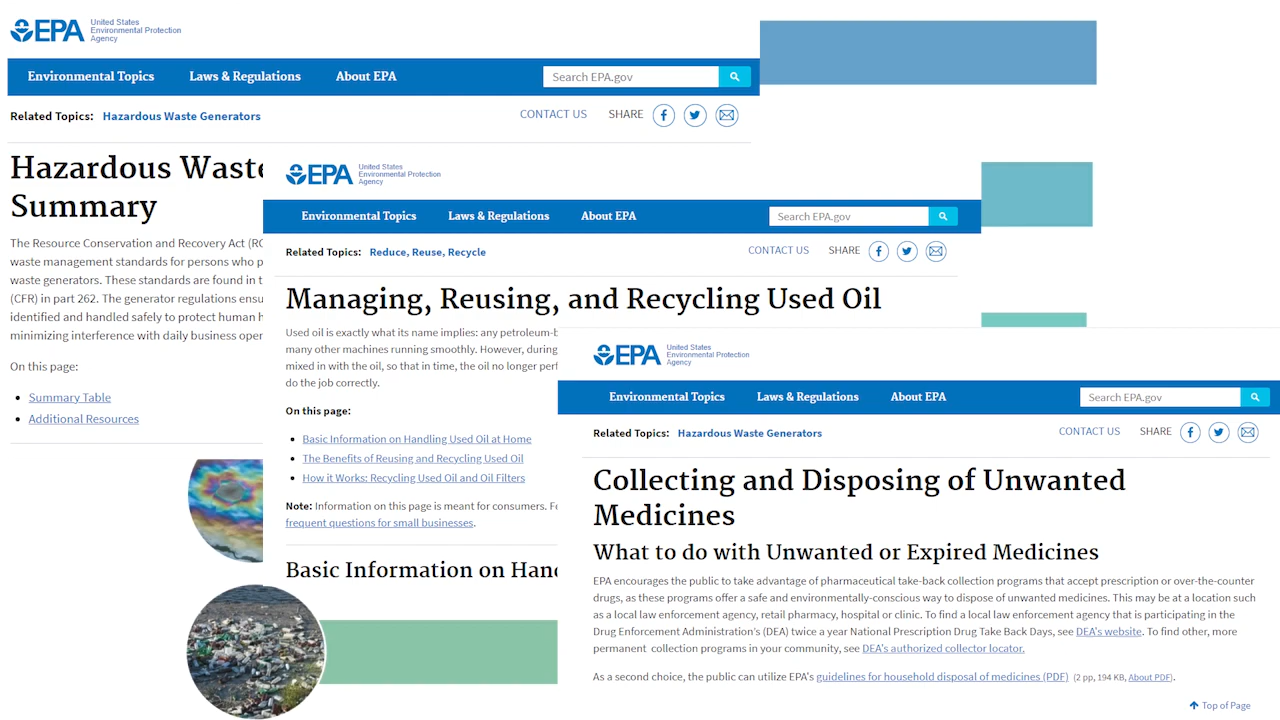 EPA
United States
Environmental Protection
Agency
Environmental Topics Laws & Regulations About EPA Search EPA.gov
Related Topics: Hazardous Waste Generators CONTACT US SHARE
Hazardous Waste
Summary
The Resource Conservation and Recovery Act (RC
waste management standards for persons who p
waste generators. These standards are found in t
(CFR) in part 262. The generator regulations ensu
identified and handled safely to protect human h
minimizing interference with daily business oper
On this page:
Summary Table
Additional Resources
EPA
United States
Environmental Protection
Agency
Environmental Topics Laws & Regulations About EPA Search EPA.gov
Related Topics: Reduce, Reuse, Recycle CONTACT US SHARE
Managing, Reusing, and Recycling Used Oil
Used oil is exactly what its name implies: any petroleum-b
many other machines running smoothly. However, during
mixed in with the oil, so that in time, the oil no longer perf
do the job correctly.
On this page:
Basic Information on Handling Used Oil at Home
The Benefits of Reusing and Recycling Used Oil
How it Works: Recycling Used Oil and Oil Filters
Note: Information on this page is meant for consumers. Fo
frequent questions for small businesses.
Basic Information on Han
EPA
United States
Environmental Protection
Agency
Environmental Topics Laws & Regulations About EPA Search EPA.gov
Related Topics: Hazardous Waste Generators CONTACT US SHARE
Collecting and Disposing of Unwanted
Medicines
What to do with Unwanted or Expired Medicines
EPA encourages the public to take advantage of pharmaceutical take-back collection programs that accept prescription or over-the-counter
drugs, as these programs offer a safe and environmentally-conscious way to dispose of unwanted medicines. This may be at a location such
as a local law enforcement agency, retail pharmacy, hospital or clinic. To find a local law enforcement agency that is participating in the
Drug Enforcement Administration's (DEA) twice a year National Prescription Drug Take Back Days, see DEA's website. To find other, more
permanent collection programs in your community, see DEA's authorized collector locator.
As a second choice, the public can utilize EPA's guidelines for household disposal of medicines (PDF) (2 pp, 194 KB, About PDF).
Top of Page